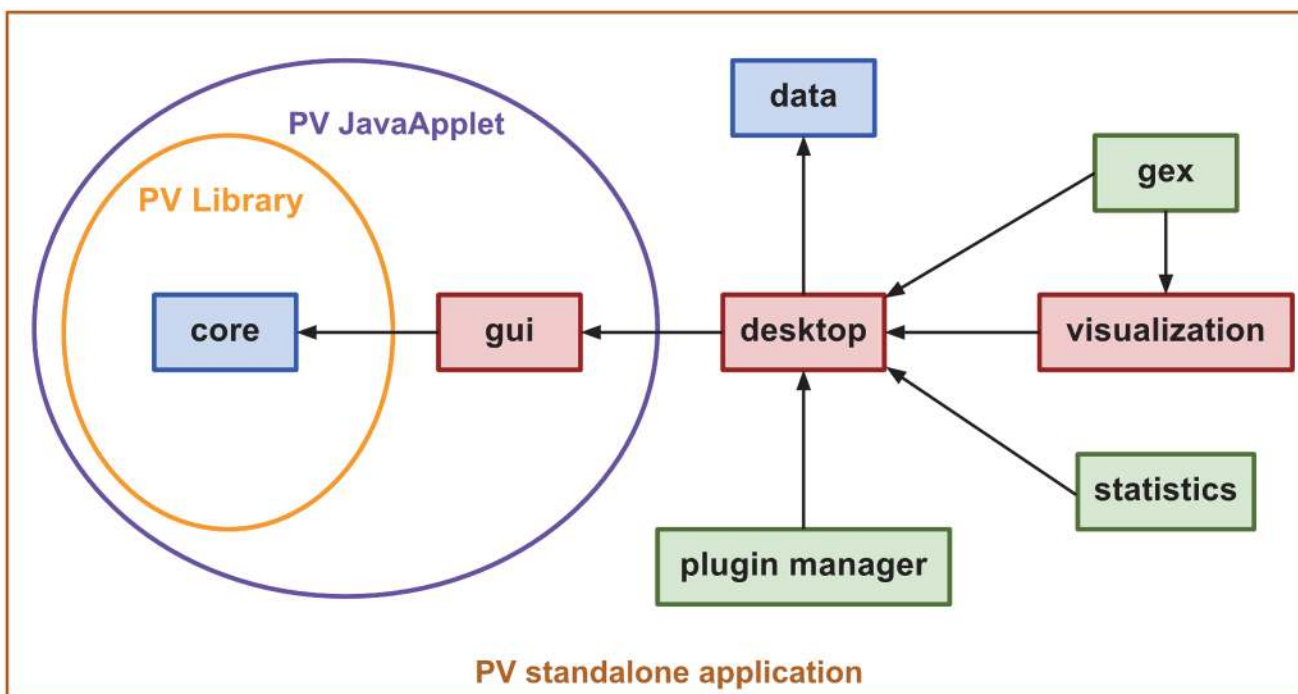 data
PV JavaApplet
gex
PV Library
core
gui
desktop
visualization
statistics
plugin manager
PV standalone application